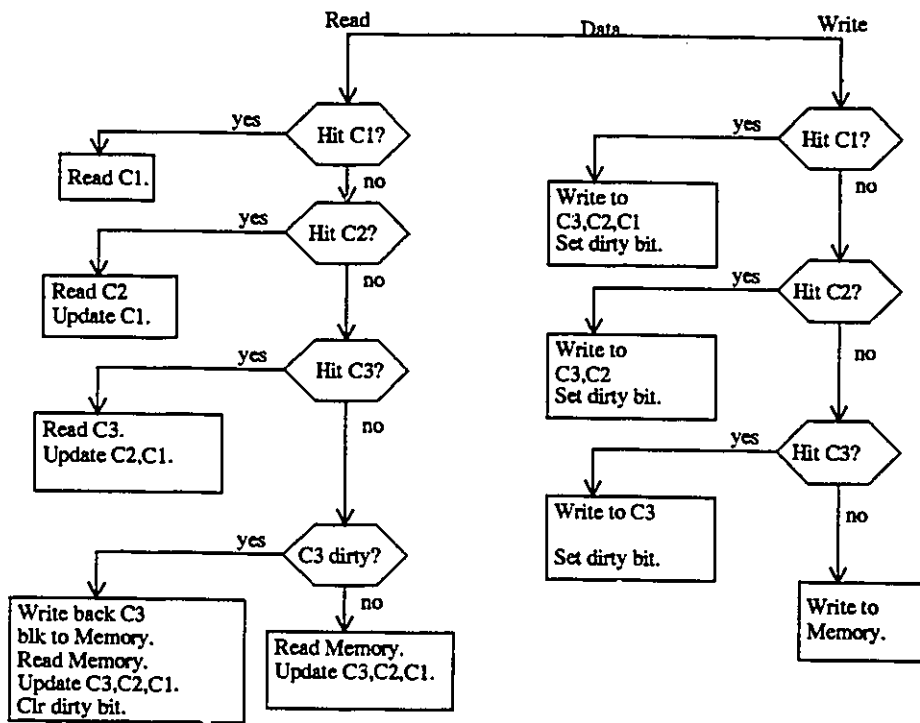 Read
Data
Write
yes
Hit C1?
Read C1.
no
yes
Hit C2?
Read C2
Update C1.
no
yes
Hit C3?
Read C3.
Update C2,C1.
no
yes
C3 dirty?
Write back C3
blk to Memory.
Read Memory.
Update C3,C2,C1.
Clr dirty bit.
no
Read Memory.
Update C3,C2,C1.
yes
Hit C1?
Write to
C3,C2,C1
Set dirty bit.
no
yes
Hit C2?
Write to
C3,C2
Set dirty bit.
no
yes
Hit C3?
Write to C3
Set dirty bit.
no
Write to
Memory.